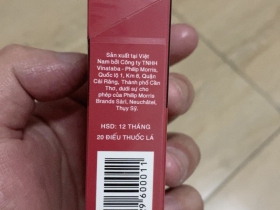 Sản xuất tại Việt
Nam bởi Công ty TNHH
Vinataba - Philip Morris,
Quốc lộ 1, Km 8, Quận
Cái Răng, Thành phố Cần
Thơ, dưới sự cho
phép của Philip Morris
Brands Sàrl, Neuchâtel,
Thụy Sỹ.
HSD: 12 THÁNG
20 ĐIẾU THUỐC LÁ
9600011